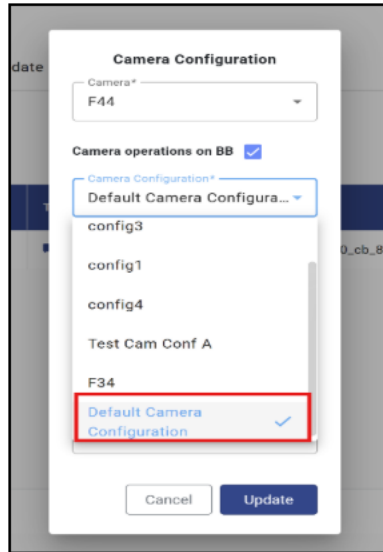 Camera Configuration
date
Camera*
F44
Camera operations on BB
Camera Configuration*
Default Camera Configura...
config3
0_cb_8
config1
config4
Test Cam Conf A
F34
Default Camera
Configuration
Cancel
Update